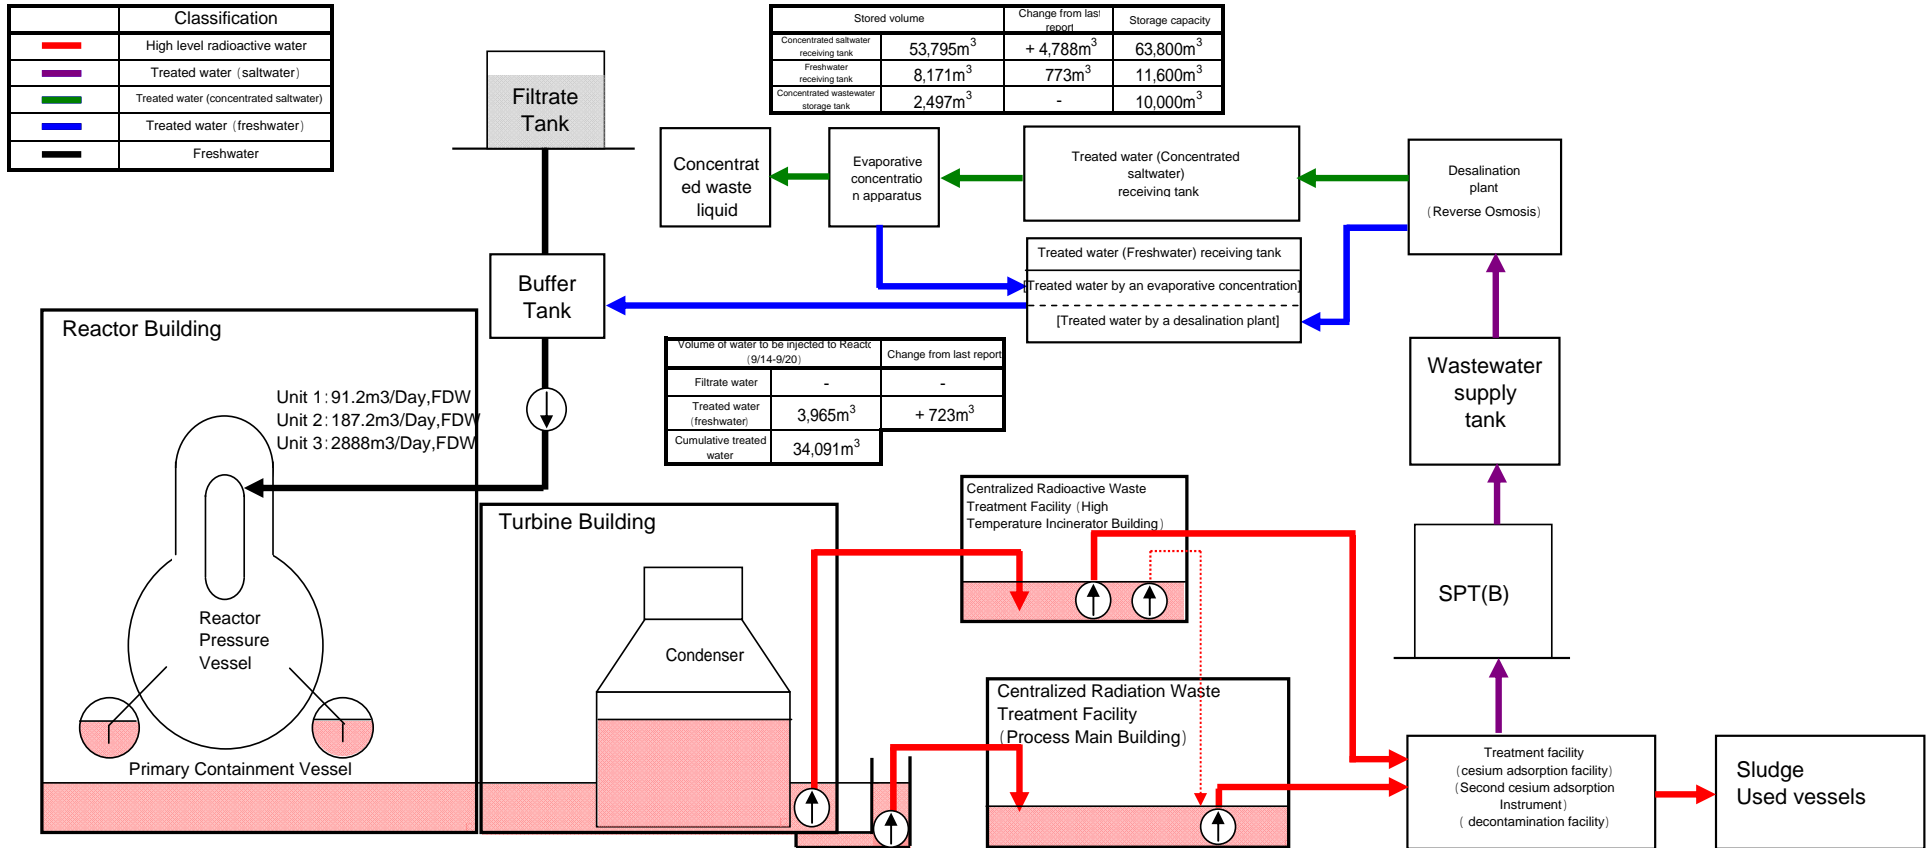 Classification
High level radioactive water
Treated water (saltwater)
Treated water (concentrated saltwater)
Treated water (freshwater)
Freshwater
Stored volume Change from last report Storage capacity
Concentrated saltwater receiving tank 53,795m³ + 4,788m³ 63,800m³
Freshwater receiving tank 8,171m³ 773m³ 11,600m³
Concentrated wastewater storage tank 2,497m³ - 10,000m³
Filtrate
Tank
Concentrat
ed waste
liquid
Evaporative
concentratio
n apparatus
Treated water (Concentrated
saltwater)
receiving tank
Desalination
plant
(Reverse Osmosis)
Treated water (Freshwater) receiving tank
[Treated water by an evaporative concentration]
[Treated water by a desalination plant]
Buffer
Tank
Reactor Building
Unit 1:91.2m3/Day,FDW
Unit 2:187.2m3/Day,FDW
Unit 3:2888m3/Day,FDW
Volume of water to be injected to Reactor
(9/14-9/20) Change from last report
Filtrate water - -
Treated water
(freshwater) 3,965m³ + 723m³
Cumulative treated
water 34,091m³
Wastewater
supply
tank
Turbine Building
Centralized Radioactive Waste
Treatment Facility (High
Temperature Incinerator Building)
SPT(B)
Reactor
Pressure
Vessel
Condenser
Primary Containment Vessel
Centralized Radiation Waste
Treatment Facility
(Process Main Building)
Treatment facility
(cesium adsorption facility)
(Second cesium adsorption
Instrument)
( decontamination facility)
Sludge
Used vessels